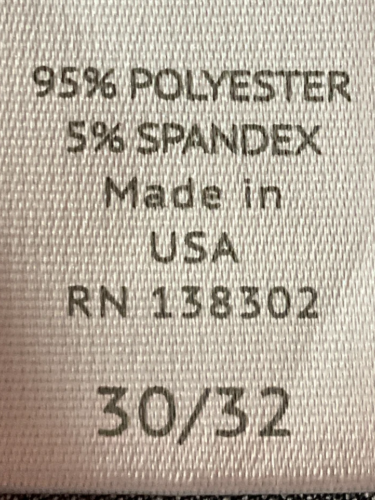 95% POLYESTER
5% SPANDEX
Made in
USA
RN 138302
30/32